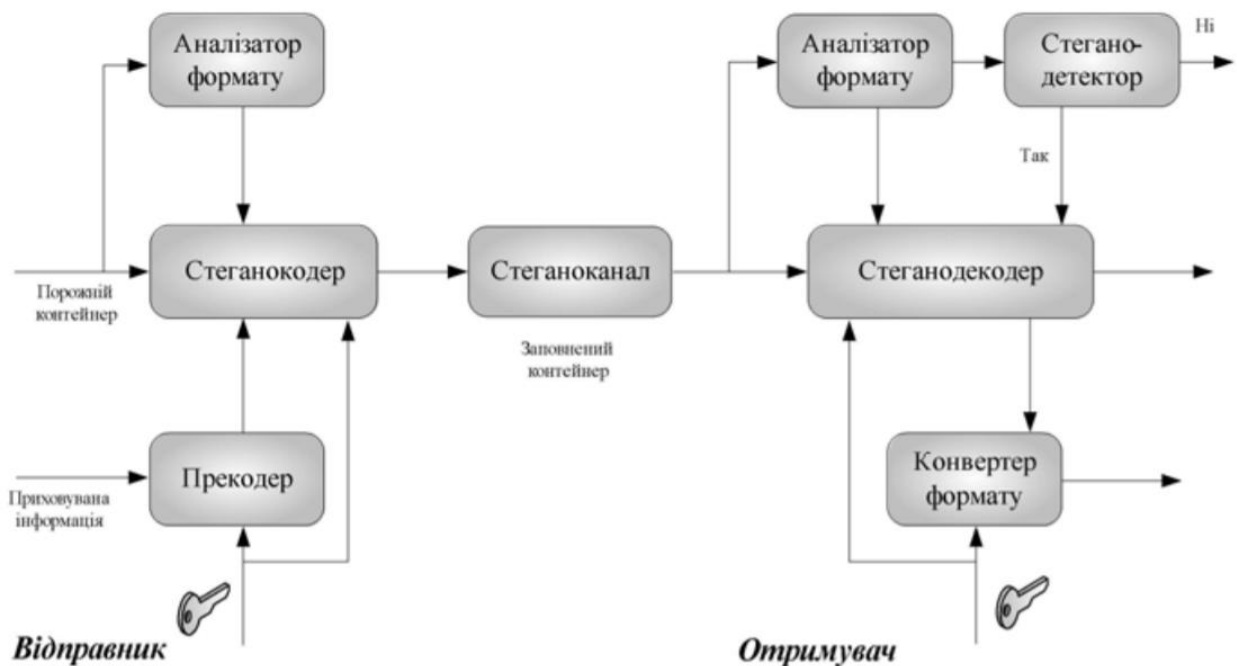 Аналізатор
формату
Аналізатор
формату
Стегано-
детектор
Ні
Так
Порожній
контейнер
Стеганокодер
Стеганоканал
Стеганодекодер
Заповнений
контейнер
Приховувана
інформація
Прекодер
Конвертер
формату
Відправник
Отримувач